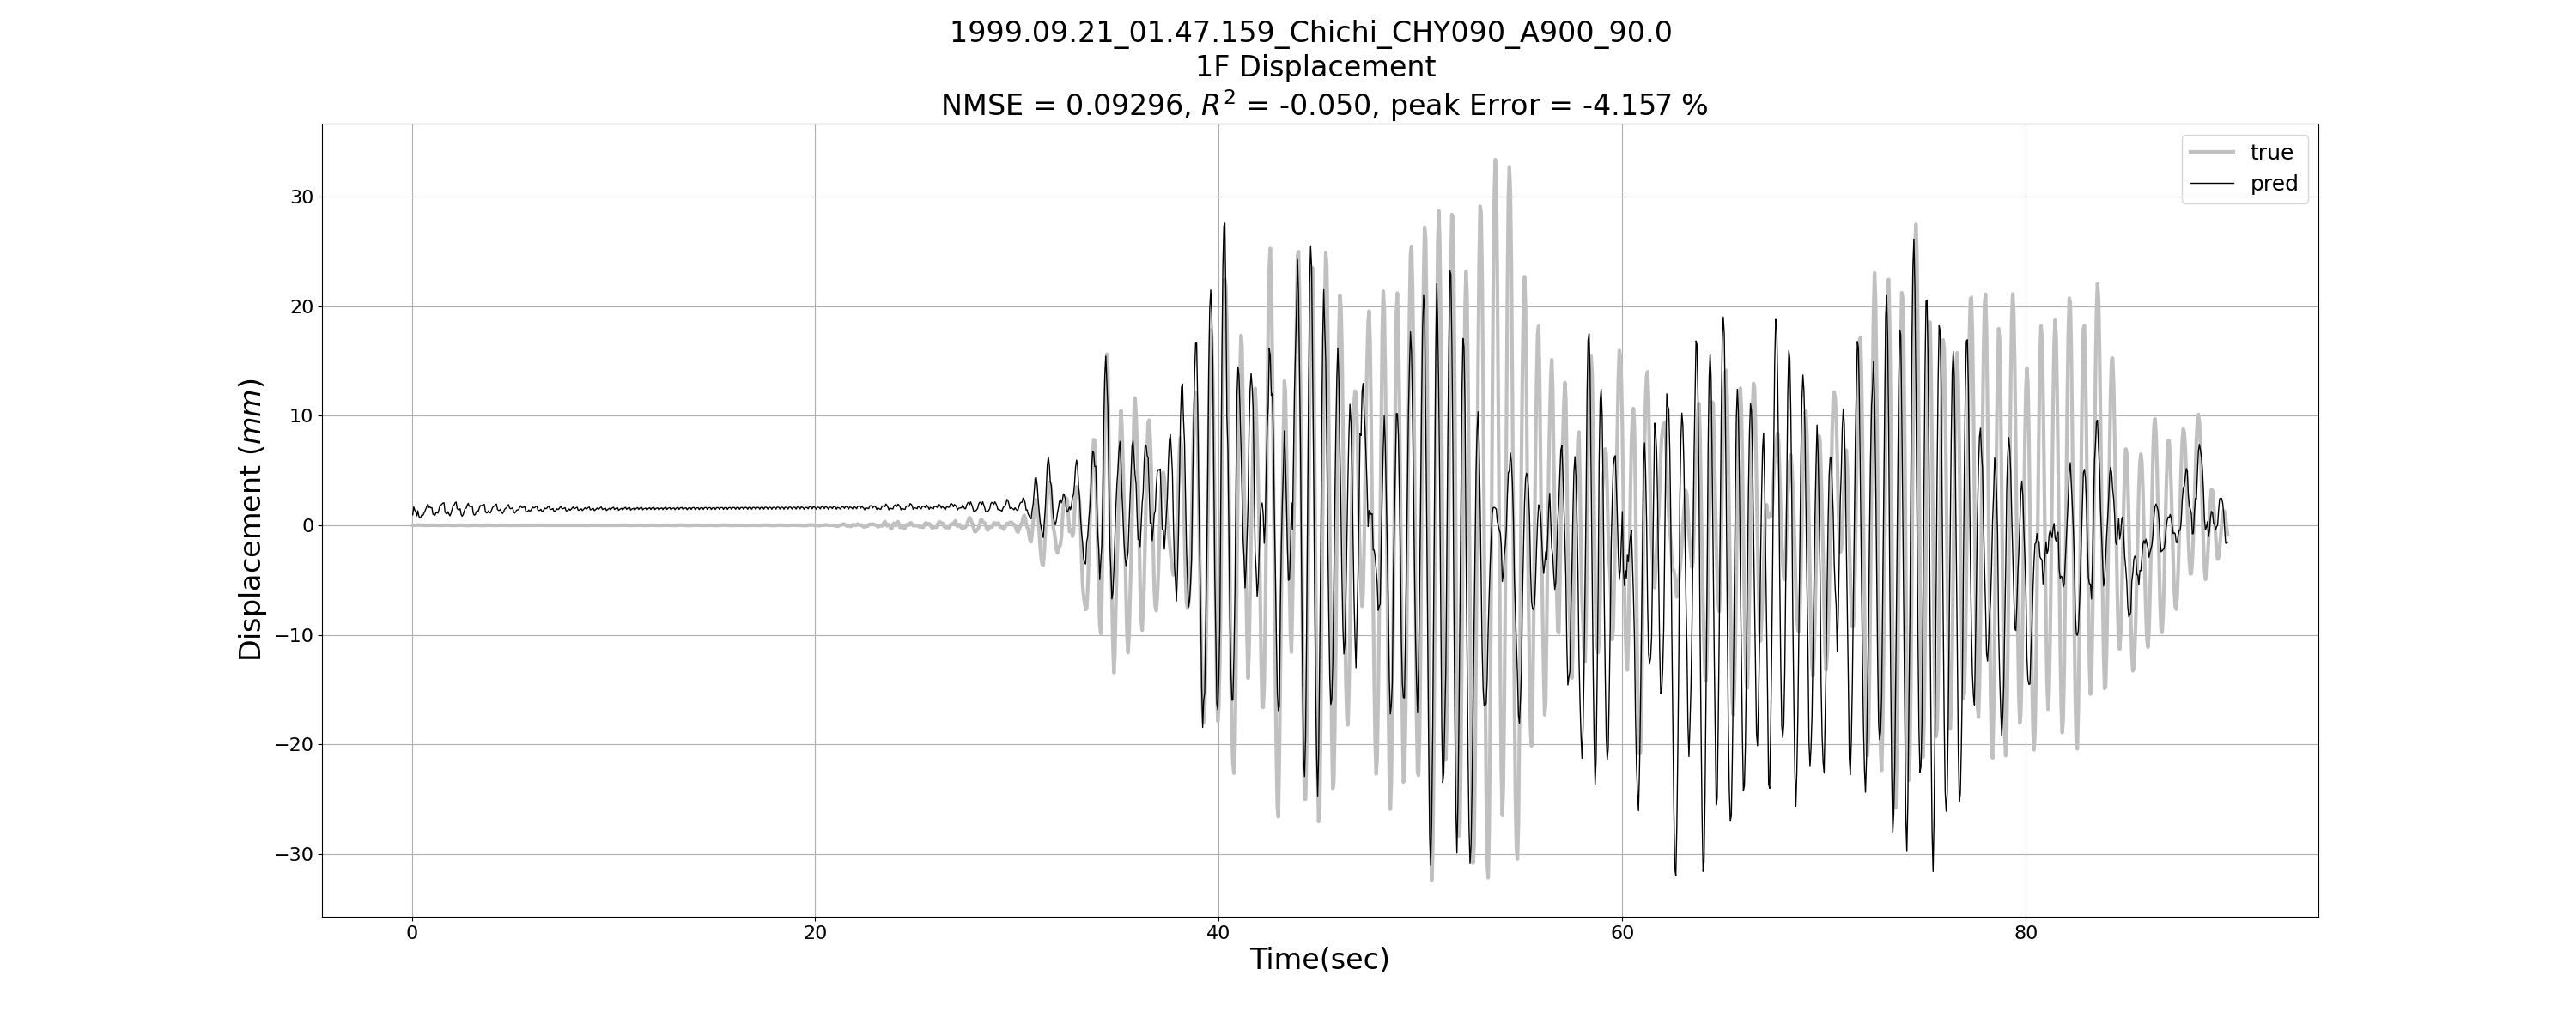 1999.09.21_01.47.159_Chichi_CHY090_A900_90.0
1F Displacement
NMSE = 0.09296, R² = -0.050, peak Error = -4.157 %
true
pred
Displacement (mm)
30
20
10
0
−10
−20
−30
0
20
40
60
80
Time(sec)